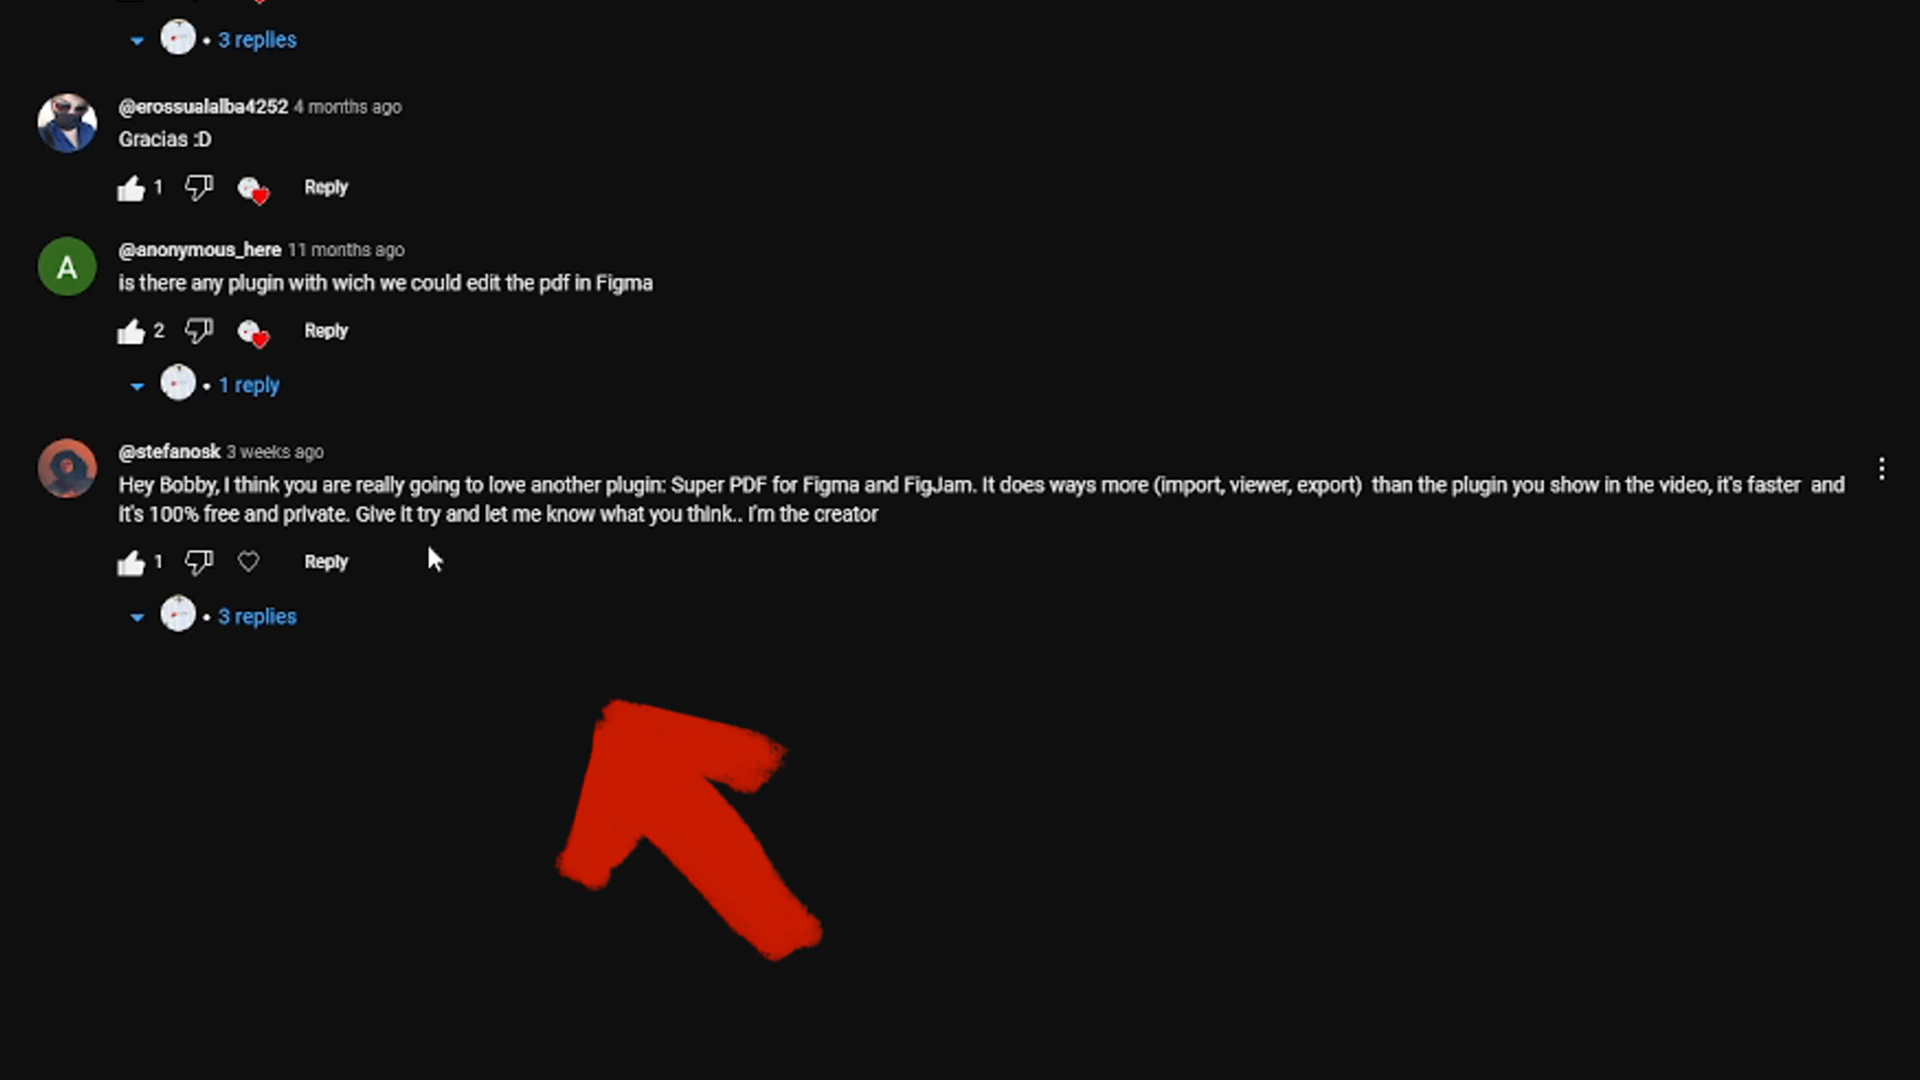 • 3 replies
@erossualalba4252 4 months ago
Gracias :D
1 Reply
A
@anonymous_here 11 months ago
is there any plugin with wich we could edit the pdf in Figma
2 Reply
• 1 reply
@stefanosk 3 weeks ago
Hey Bobby, I think you are really going to love another plugin: Super PDF for Figma and FigJam. It does ways more (import, viewer, export)  than the plugin you show in the video, it's faster  and
it's 100% free and private. Give it try and let me know what you think.. I'm the creator
1 Reply
• 3 replies